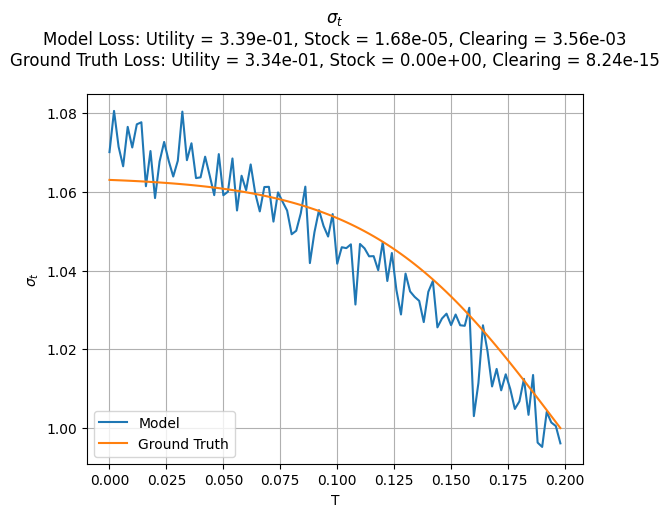 σt
Model Loss: Utility = 3.39e-01, Stock = 1.68e-05, Clearing = 3.56e-03
Ground Truth Loss: Utility = 3.34e-01, Stock = 0.00e+00, Clearing = 8.24e-15
1.08
1.06
1.04
1.02
1.00
σt
Model
Ground Truth
0.000 0.025 0.050 0.075 0.100 0.125 0.150 0.175 0.200
T